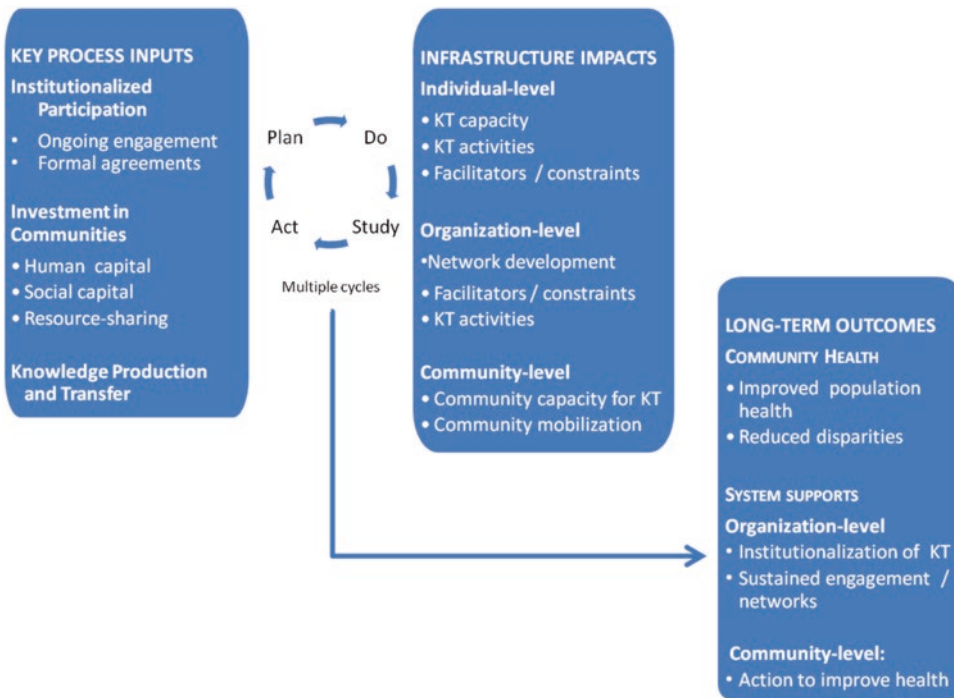 KEY PROCESS INPUTS
Institutionalized
Participation
• Ongoing engagement
• Formal agreements
Investment in
Communities
• Human capital
• Social capital
• Resource-sharing
Knowledge Production
and Transfer
Plan
Do
Act
Study
Multiple cycles
INFRASTRUCTURE IMPACTS
Individual-level
• KT capacity
• KT activities
• Facilitators / constraints
Organization-level
•Network development
• Facilitators / constraints
• KT activities
Community-level
• Community capacity for KT
• Community mobilization
LONG-TERM OUTCOMES
COMMUNITY HEALTH
• Improved population
health
• Reduced disparities
SYSTEM SUPPORTS
Organization-level
• Institutionalization of KT
• Sustained engagement /
networks
Community-level:
• Action to improve health